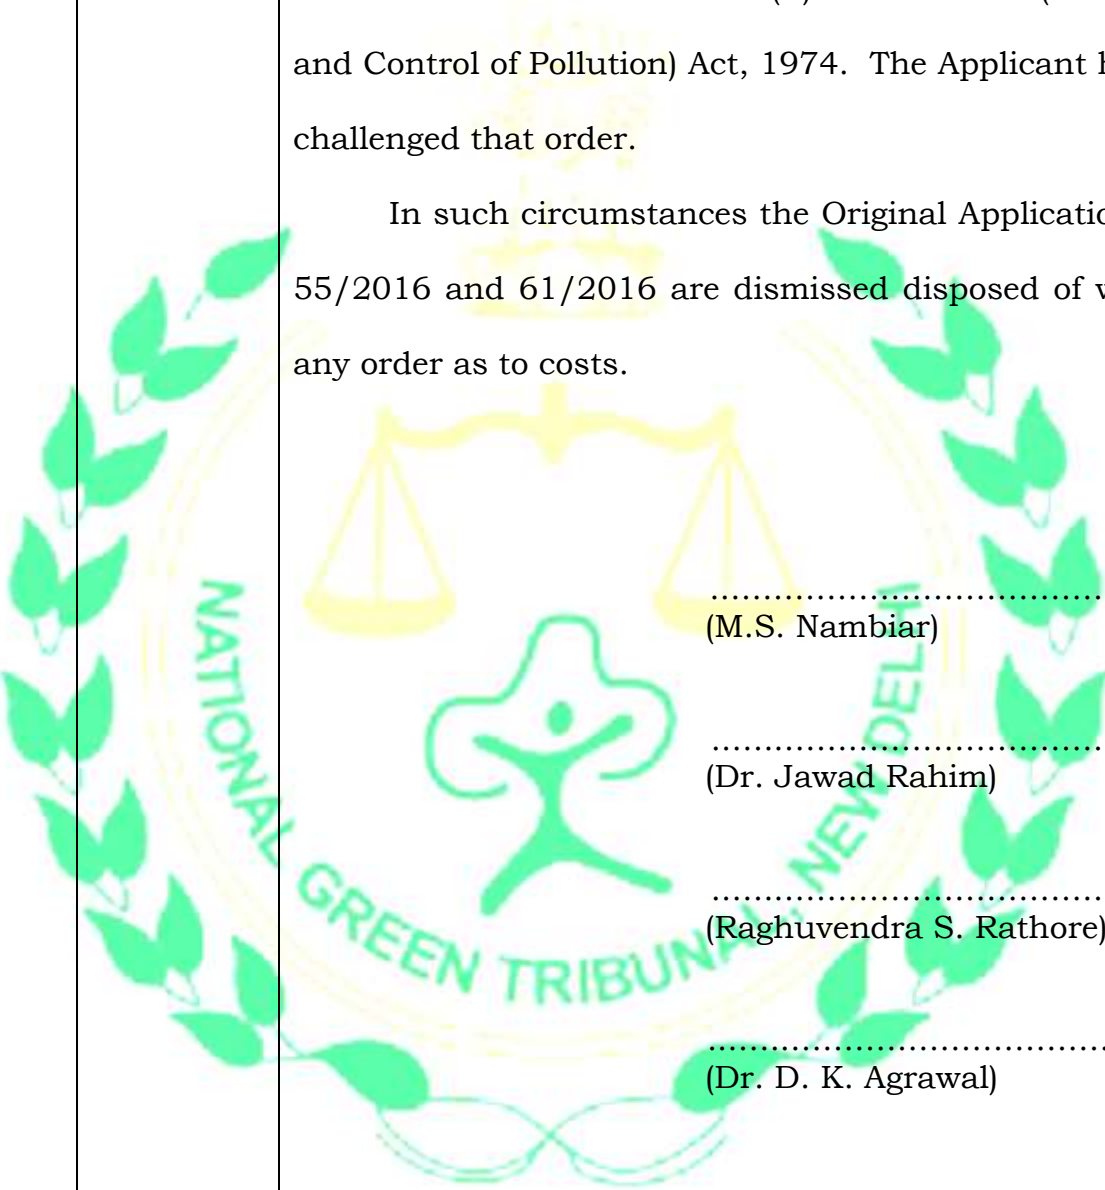 and Control of Pollution) Act, 1974. The Applicant
challenged that order.
In such circumstances the Original
55/2016 and 61/2016 are dismissed disposed of
any order as to costs.
……………………………………
(M.S. Nambiar)
……………………………………
(Dr. Jawad Rahim)
……………………………………
(Raghuvendra S. Rathore)
……………………………………
(Dr. D. K. Agrawal)
NATIONAL GREEN TRIBUNAL, NEW DELHI